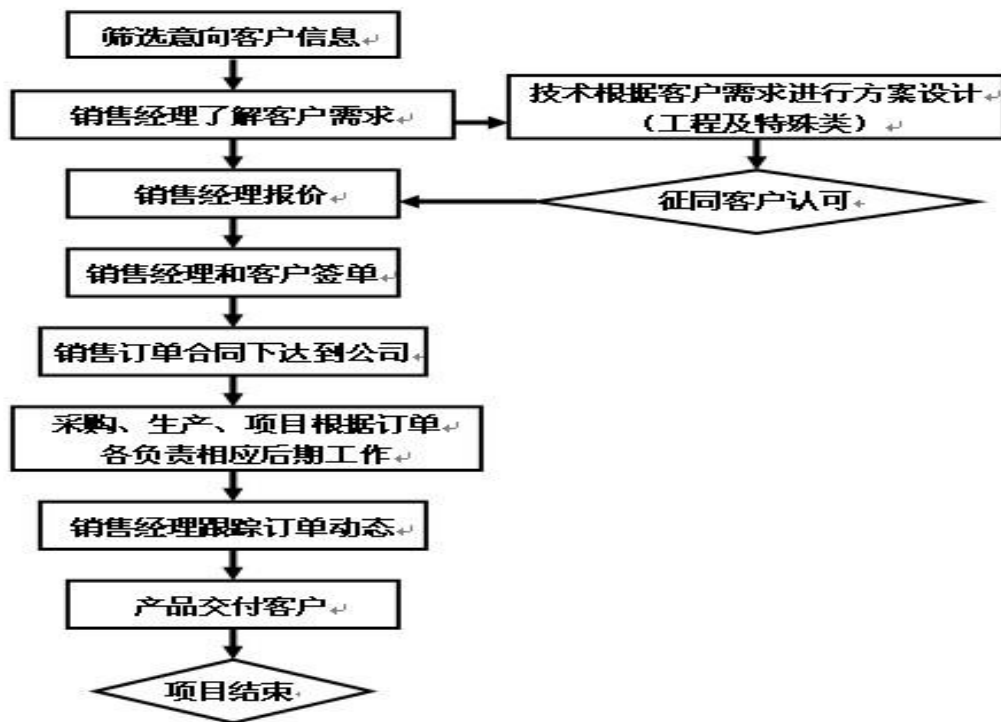 筛选意向客户信息
销售经理了解客户需求
技术根据客户需求进行方案设计
（工程及特殊类）
销售经理报价
征同客户认可
销售经理和客户签单
销售订单合同下达到公司
采购、生产、项目根据订单
各负责相应后期工作
销售经理跟踪订单动态
产品交付客户
项目结束